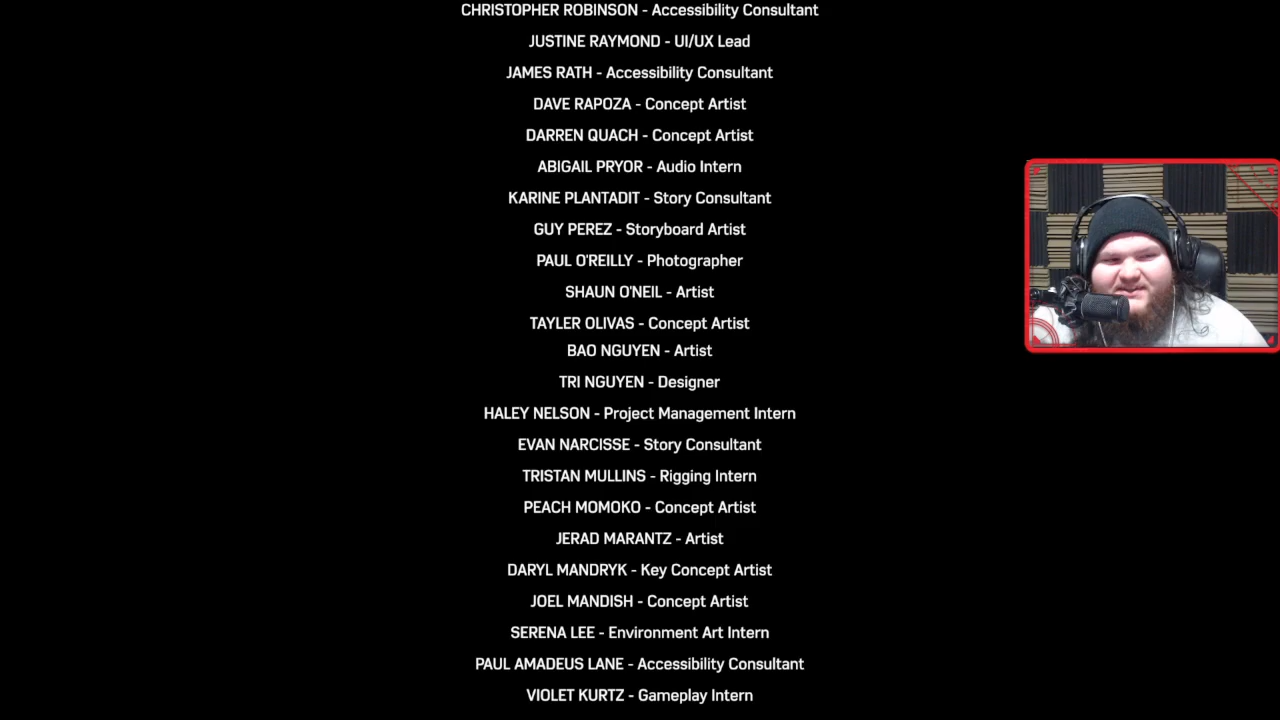 CHRISTOPHER ROBINSON - Accessibility Consultant
JUSTINE RAYMOND - UI/UX Lead
JAMES RATH - Accessibility Consultant
DAVE RAPOZA - Concept Artist
DARREN QUACH - Concept Artist
ABIGAIL PRYOR - Audio Intern
KARINE PLANTADIT - Story Consultant
GUY PEREZ - Storyboard Artist
PAUL O'REILLY - Photographer
SHAUN O'NEIL - Artist
TAYLER OLIVAS - Concept Artist
BAO NGUYEN - Artist
TRI NGUYEN - Designer
HALEY NELSON - Project Management Intern
EVAN NARCISSE - Story Consultant
TRISTAN MULLINS - Rigging Intern
PEACH MOMOKO - Concept Artist
JERAD MARANTZ - Artist
DARYL MANDRYK - Key Concept Artist
JOEL MANDISH - Concept Artist
SERENA LEE - Environment Art Intern
PAUL AMADEUS LANE - Accessibility Consultant
VIOLET KURTZ - Gameplay Intern